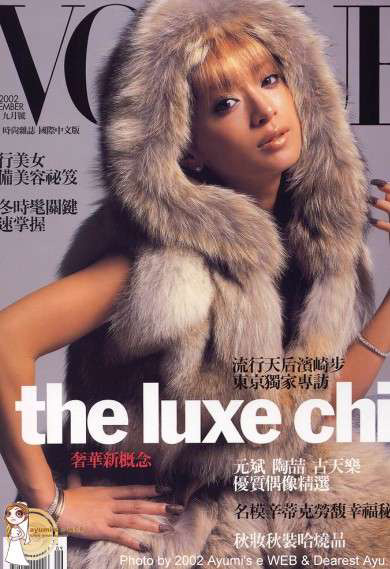 VOGUE
2002
EMBER
九月號
時尚雜誌 國際中文版
行美女
備美容祕笈
冬時髦關鍵
速掌握
流行天后濱崎步
東京獨家專訪
the luxe chi
奢華新概念
元斌 陶喆 古天樂
優質偶像精選
名模辛蒂克勞馥 幸福秘
秋妝秋裝哈燒品
Photo by 2002 Ayumi's e WEB & Dearest Ayu